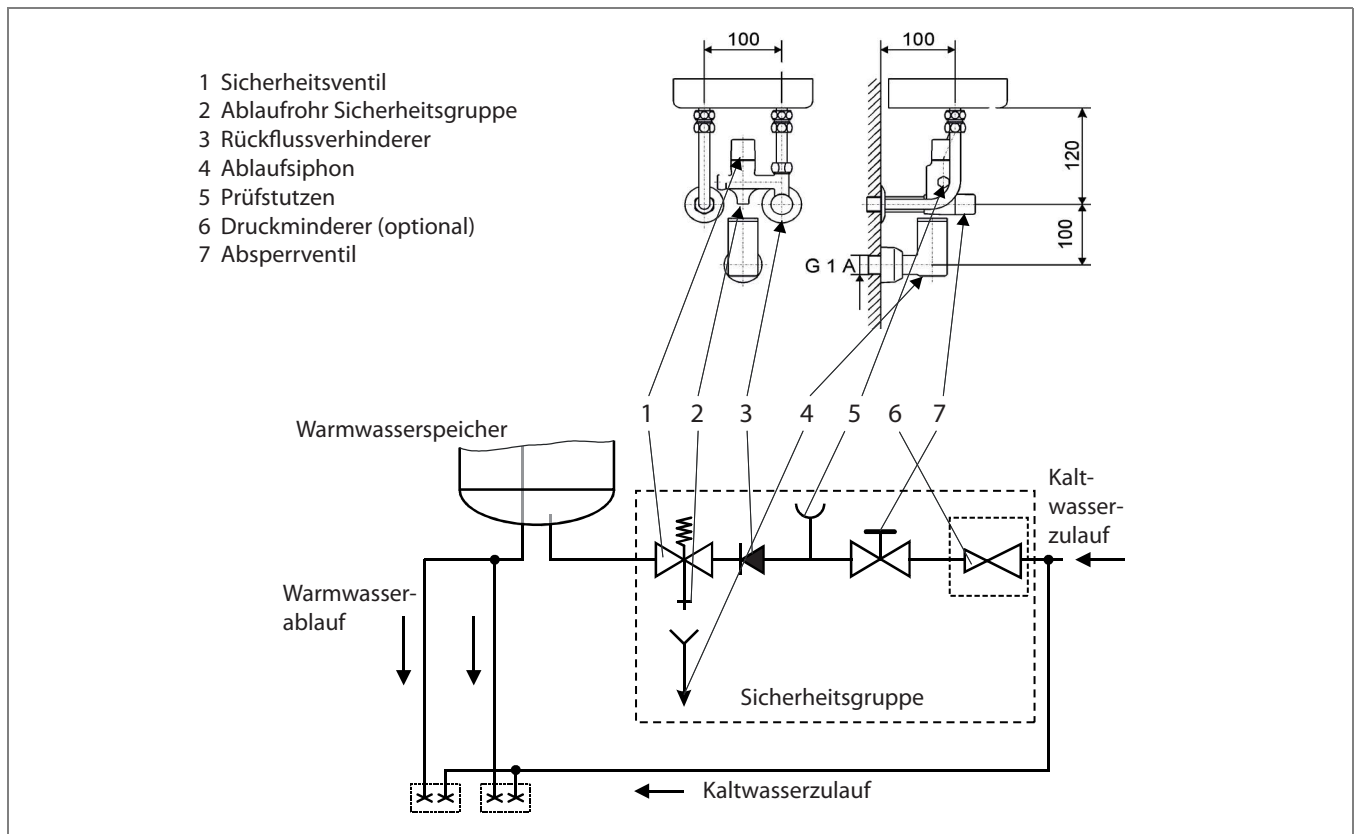 1 Sicherheitsventil
2 Ablaufrohr Sicherheitsgruppe
3 Rückflussverhinderer
4 Ablaufsiphon
5 Prüfstutzen
6 Druckminderer (optional)
7 Absperrventil
100
100
120
100
G 1 A
1 2 3 4 5 6 7
Warmwasserspeicher
Kalt-
wasser-
zulauf
Warmwasser-
ablauf
Sicherheitsgruppe
Kaltwasserzulauf